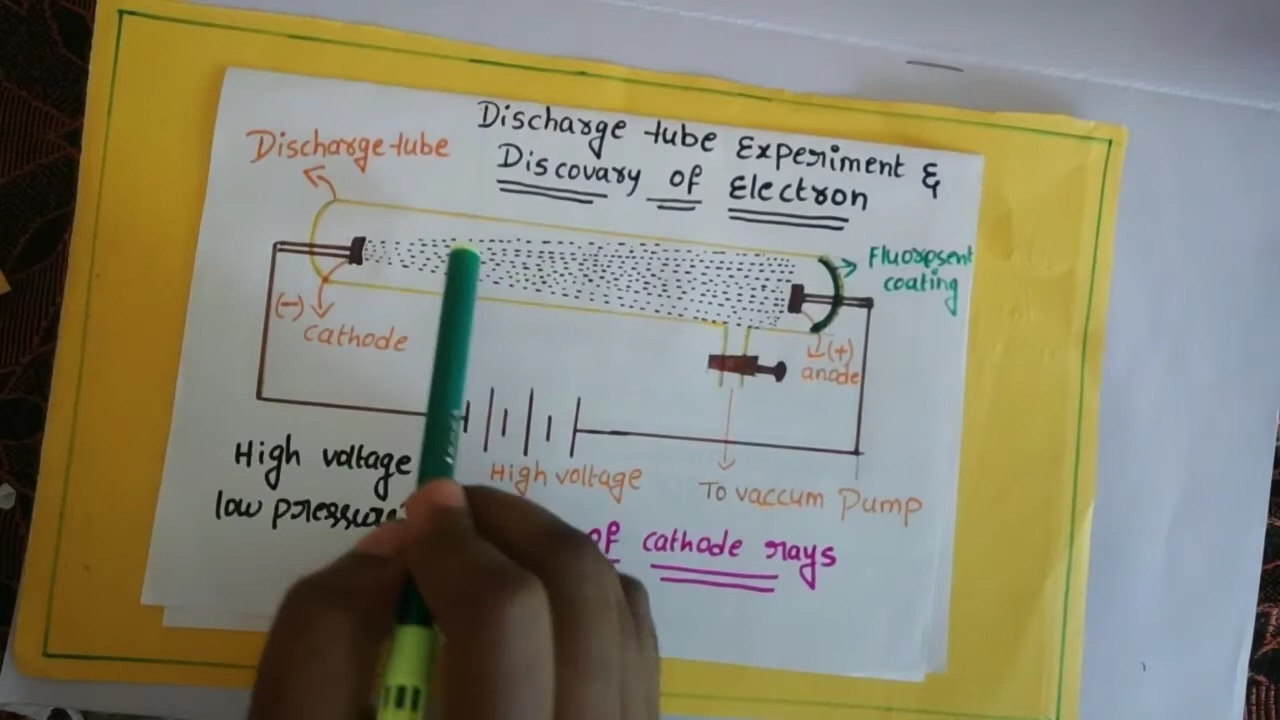 Discharge tube Experiment &
Discovary of Electron
Discharge tube
Fluorpsent
coating
(-)
cathode
(+)
anode
High voltage
low pressure
High voltage
To vaccum Pump
of cathode rays